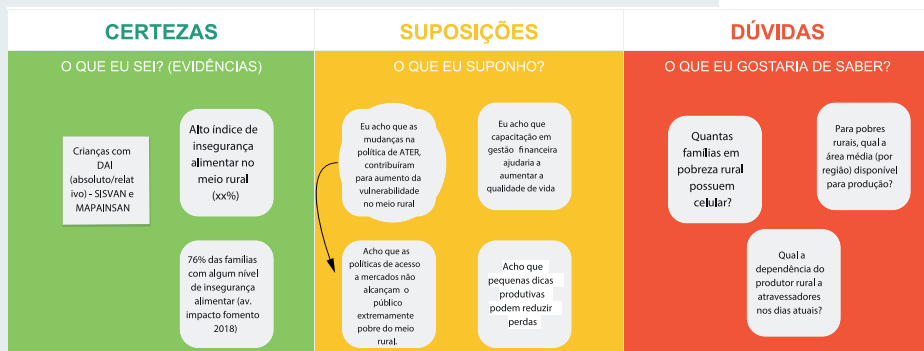 CERTEZAS
O QUE EU SEI? (EVIDÊNCIAS)
Crianças com
DAI
(absoluto/relat
ivo) - SISVAN e
MAPAINSAN
Alto índice de
insegurança
alimentar no
meio rural
(xx%)
76% das famílias
com algum nível
de insegurança
alimentar (av.
impacto fomento
2018)
SUPOSIÇÕES
O QUE EU SUPONHO?
Eu acho que as
mudanças na
política de ATER,
contribuíram
para aumento da
vulnerabilidade
no meio rural
Eu acho que
capacitação em
gestão financeira
ajudaria a
aumentar a
qualidade de vida
Acho que as
políticas de acesso
a mercados não
alcançam o
público
extremamente
pobre do meio
rural.
Acho que
pequenas dicas
produtivas
podem reduzir
perdas
DÚVIDAS
O QUE EU GOSTARIA DE SABER?
Quantas
famílias em
pobreza rural
possuem
celular?
Para pobres
rurais, qual a
área média (por
região) disponível
para produção?
Qual a
dependência do
produtor rural a
atravessadores
nos dias atuais?